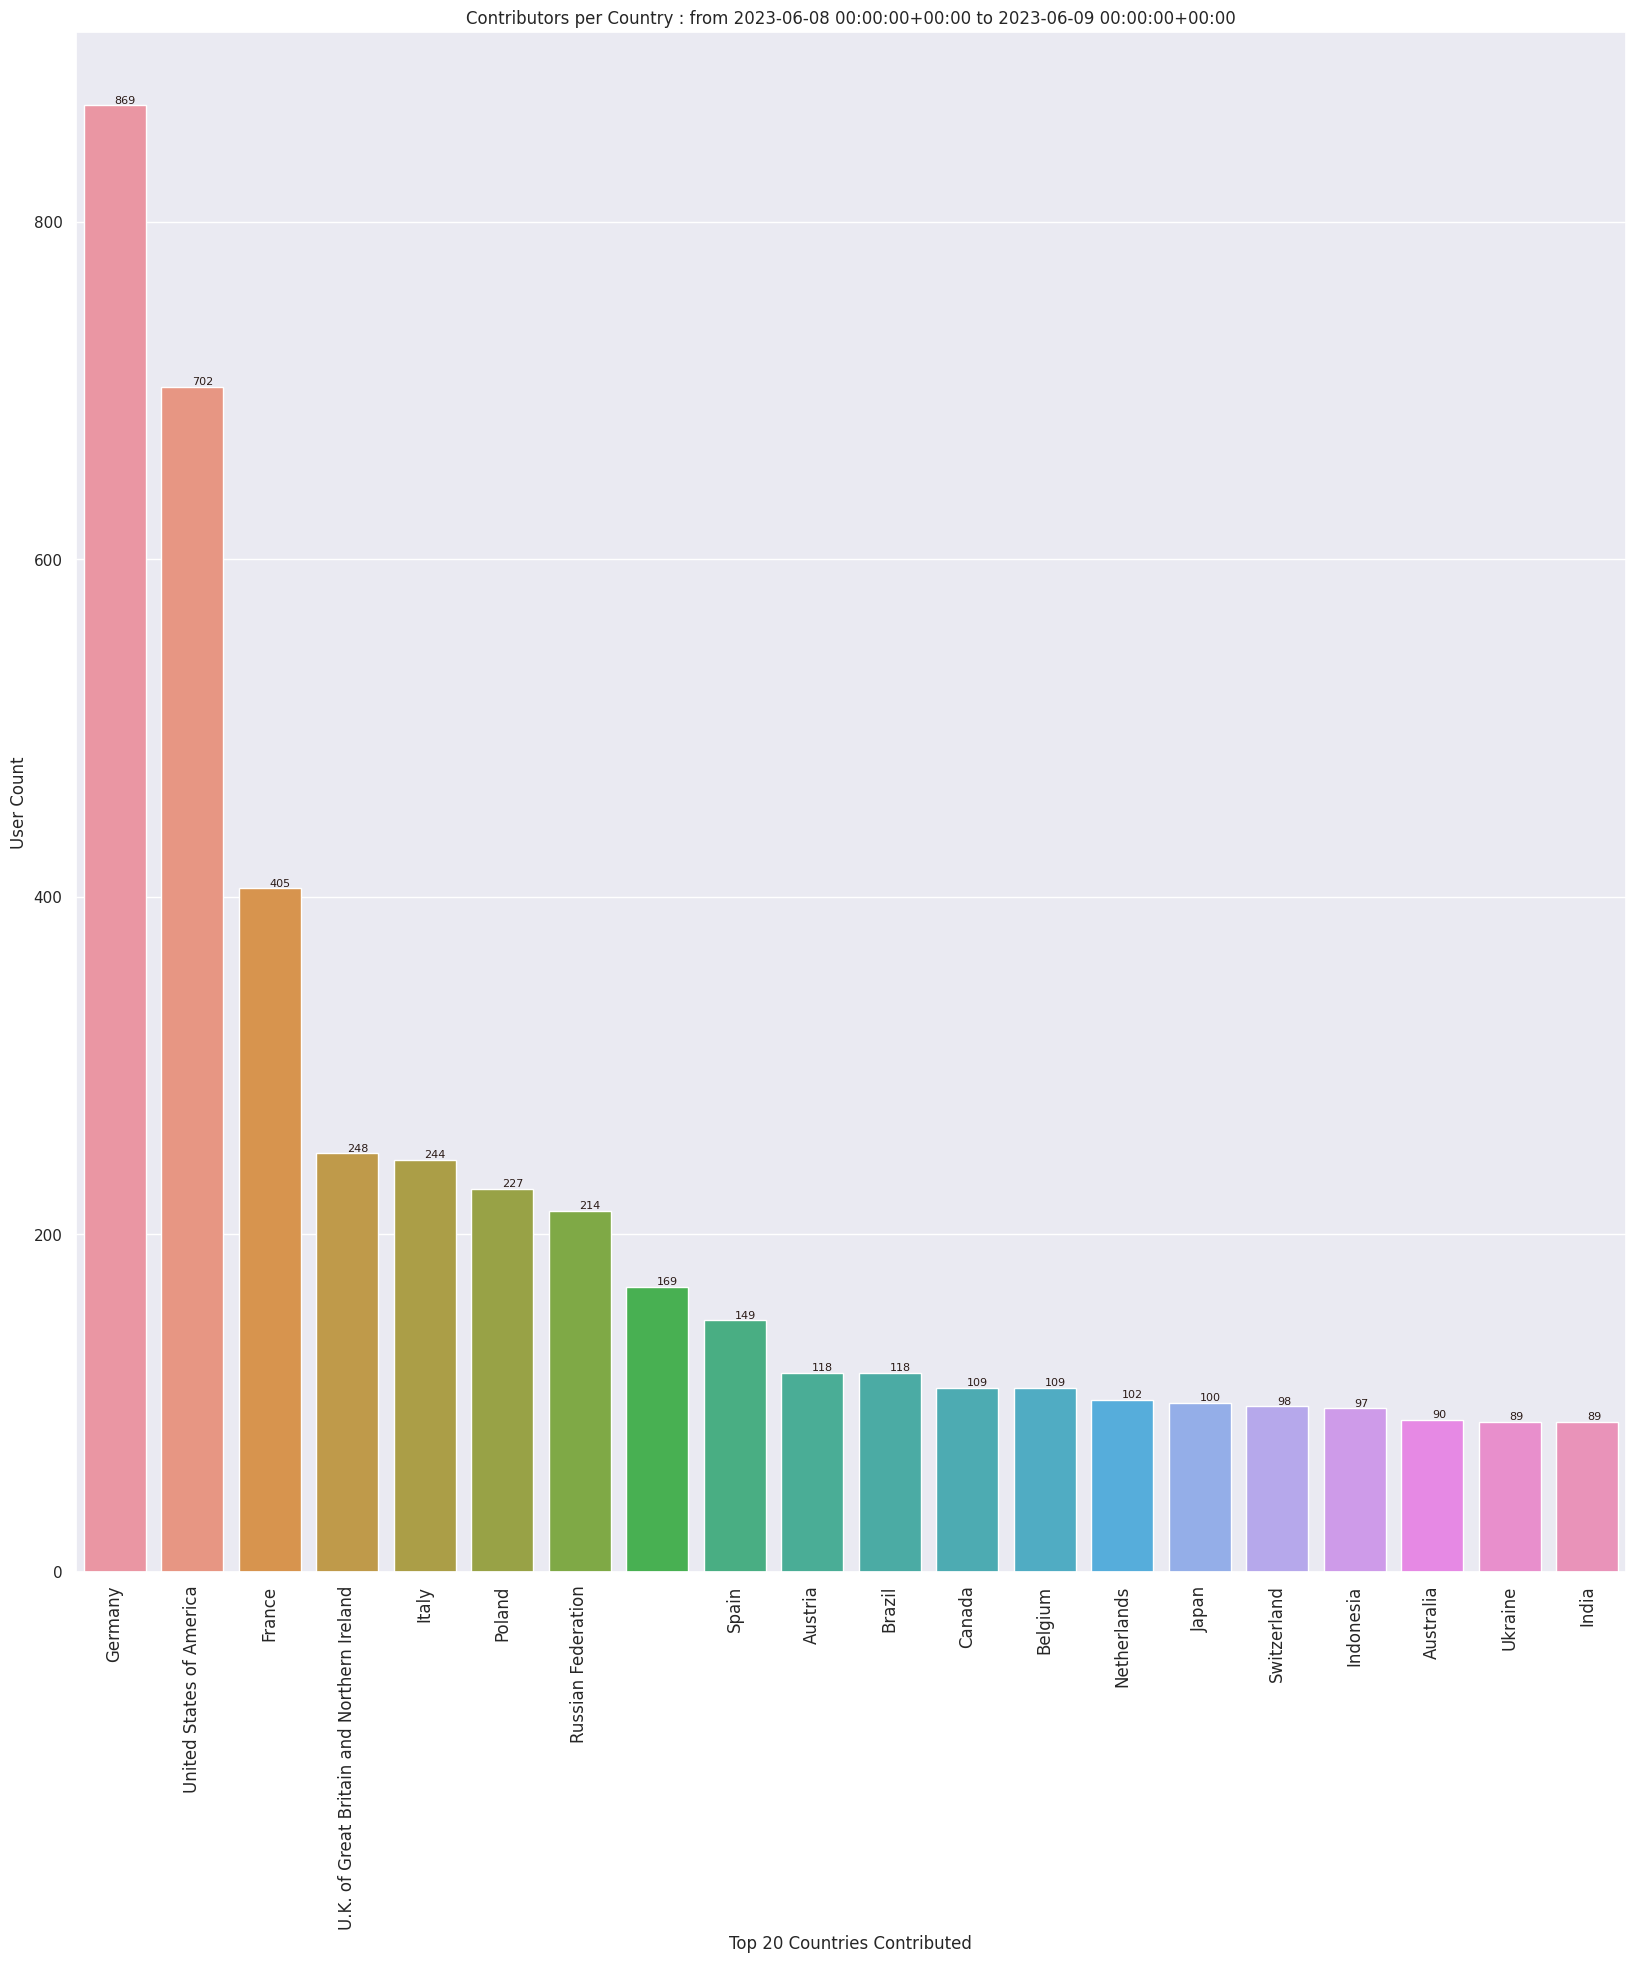 Contributors per Country : from 2023-06-08 00:00:00+00:00 to 2023-06-09 00:00:00+00:00
User Count
800
600
400
200
0
869
702
405
248
244
227
214
169
149
118
118
109
109
102
100
98
97
90
89
89
Germany
United States of America
France
U.K. of Great Britain and Northern Ireland
Italy
Poland
Russian Federation
Spain
Austria
Brazil
Canada
Belgium
Netherlands
Japan
Switzerland
Indonesia
Australia
Ukraine
India
Top 20 Countries Contributed